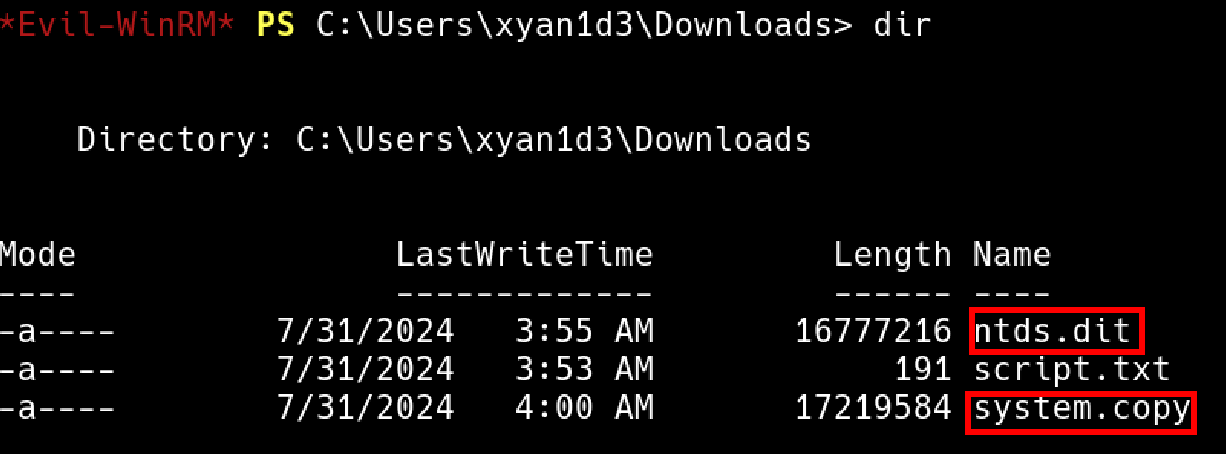 *Evil-WinRM* PS C:\Users\xyan1d3\Downloads> dir
Directory: C:\Users\xyan1d3\Downloads
Mode                 LastWriteTime         Length Name
----                 -------------         ------ ----
-a----        7/31/2024   3:55 AM       16777216 ntds.dit
-a----        7/31/2024   3:53 AM            191 script.txt
-a----        7/31/2024   4:00 AM       17219584 system.copy